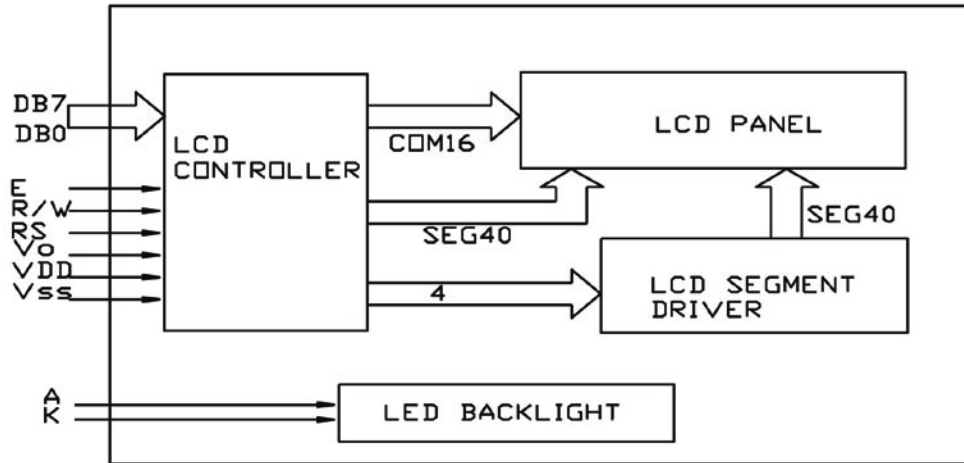 DB7
DB0
E
R/W
RS
Vo
VDD
Vss
LCD
CONTROLLER
COM16
SEG40
4
LCD PANEL
SEG40
LCD SEGMENT
DRIVER
A
K
LED BACKLIGHT